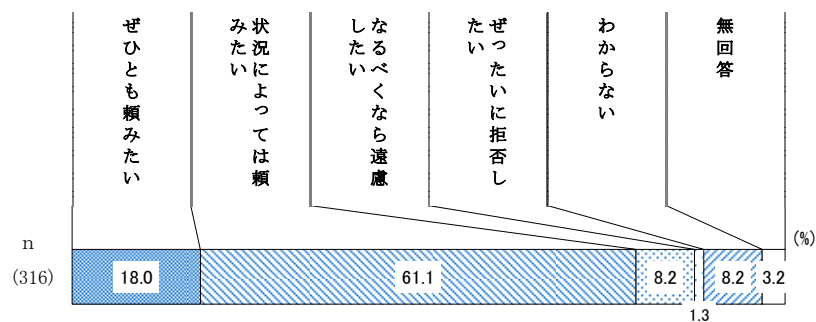 ぜひとも頼みたい
状況によっては頼
みたい
なるべくなら遠慮
したい
ぜったいに拒否し
たい
わからない
無回答
(%)
n
(316)
18.0
61.1
8.2
1.3
8.2
3.2